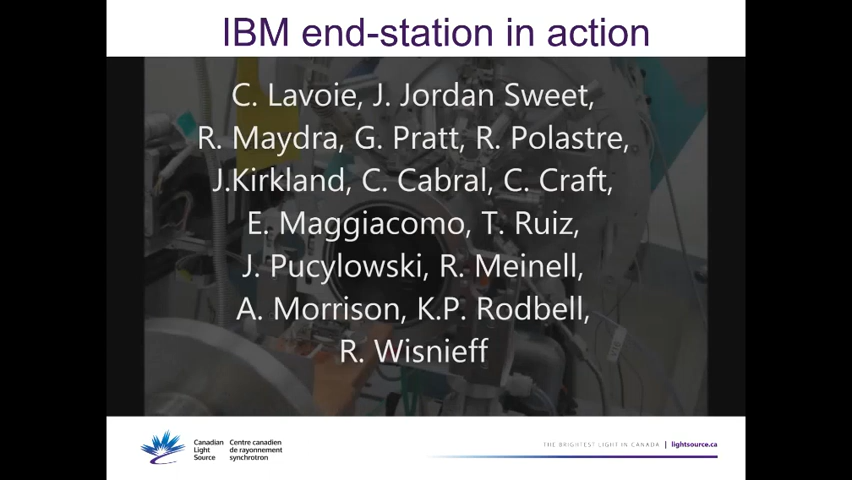 IBM end-station in action
C. Lavoie, J. Jordan Sweet,
R. Maydra, G. Pratt, R. Polastre,
J.Kirkland, C. Cabral, C. Craft,
E. Maggiacomo, T. Ruiz,
J. Pucylowski, R. Meinell,
A. Morrison, K.P. Rodbell,
R. Wisnieff
Canadian
Light
Source
Centre canadien
de rayonnement
synchrotron
THE BRIGHTEST LIGHT IN CANADA | lightsource.ca